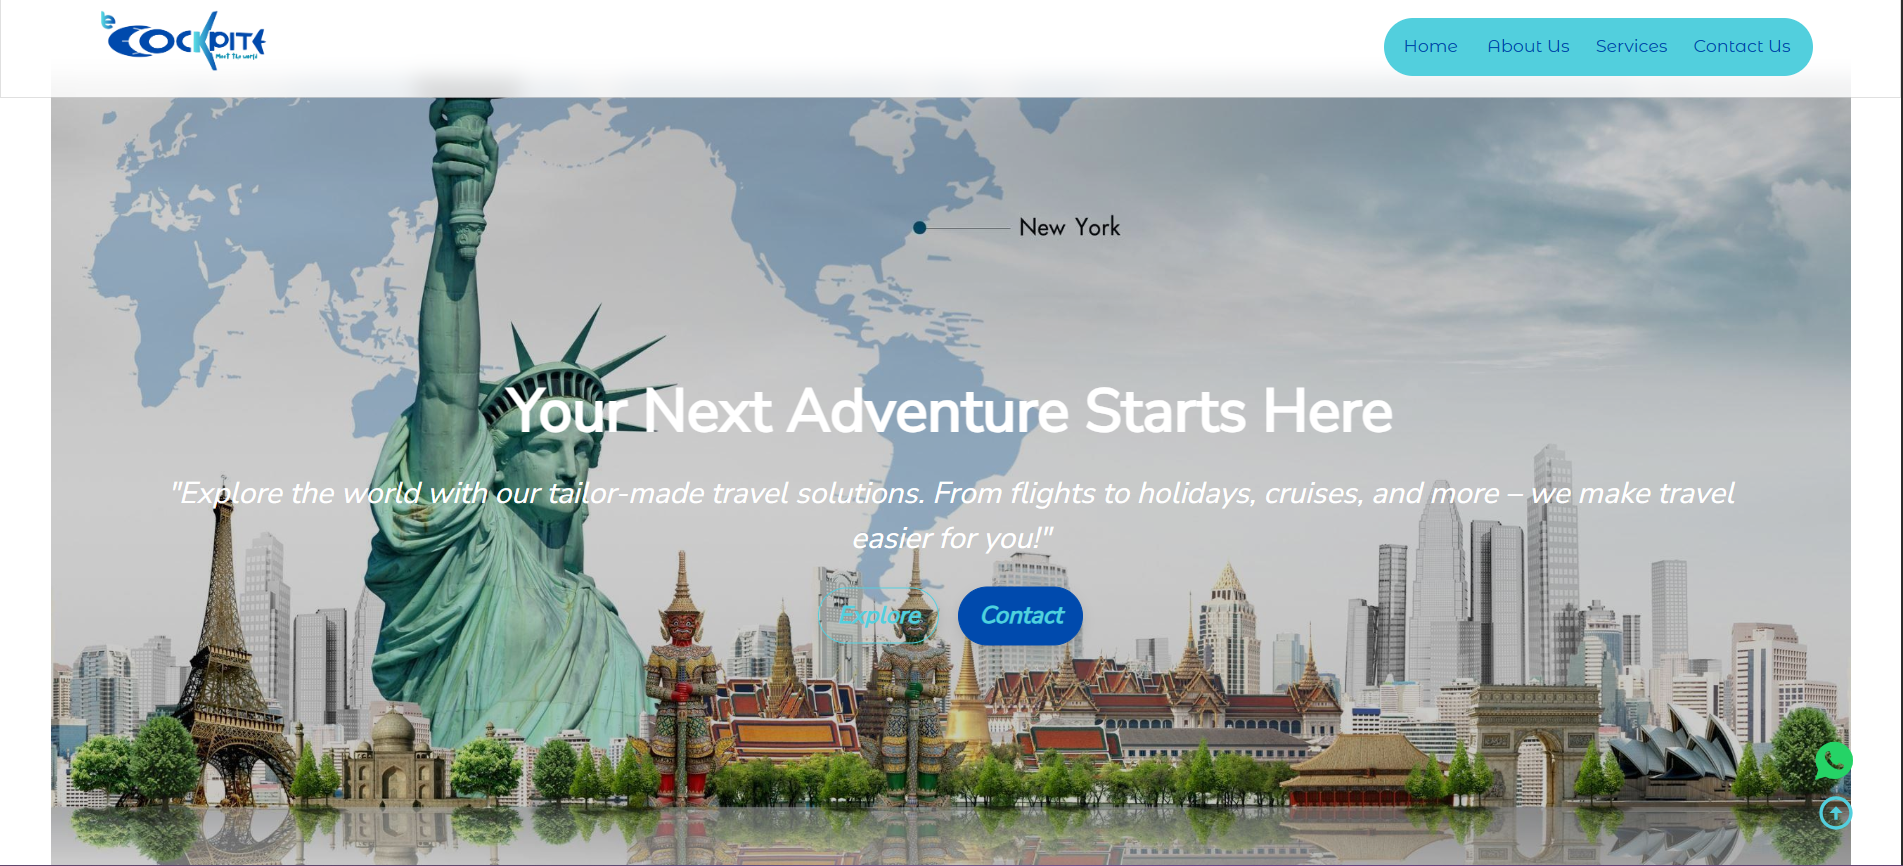 le COCKPITE
Meet The world
Home About Us Services Contact Us
New York
Your Next Adventure Starts Here
"Explore the world with our tailor-made travel solutions. From flights to holidays, cruises, and more – we make travel
easier for you!"
Explore Contact